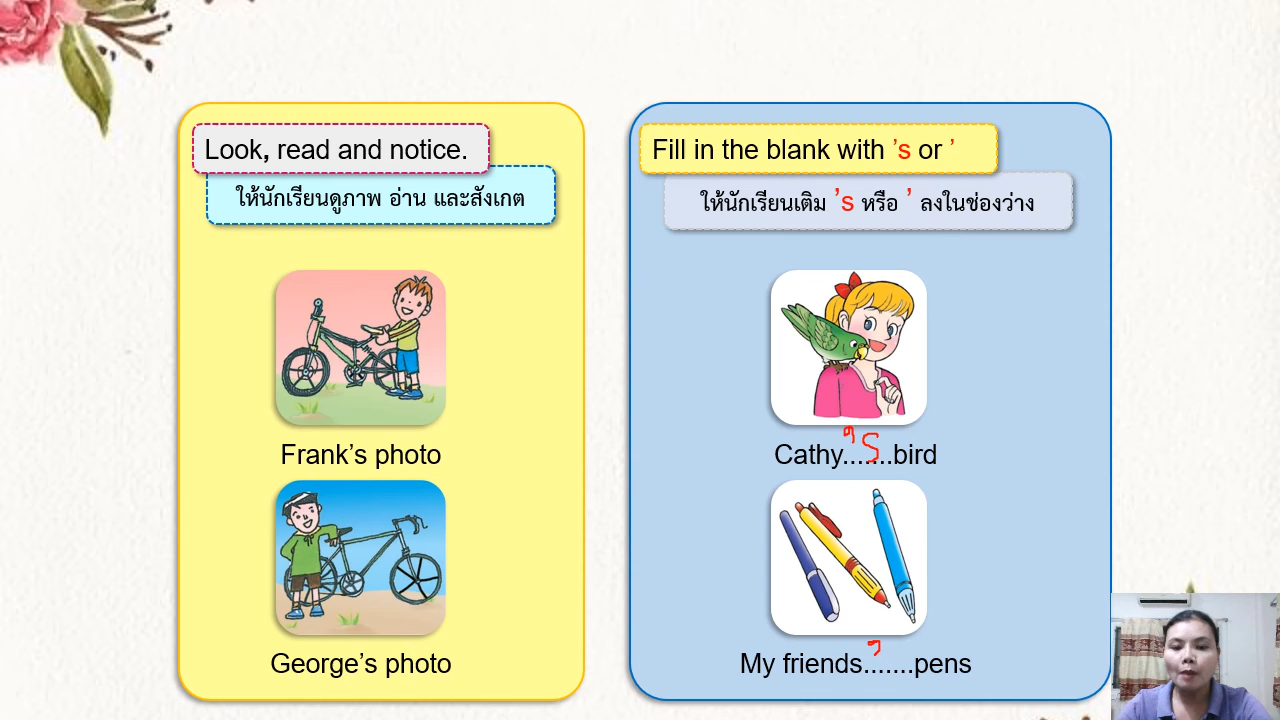 Look, read and notice.
ให้นักเรียนดูภาพ อ่าน และสังเกต
Frank’s photo
George’s photo
Fill in the blank with ’s or ’
ให้นักเรียนเติม ’s หรือ ’ ลงในช่องว่าง
Cathy...’s....bird
My friends..’.....pens